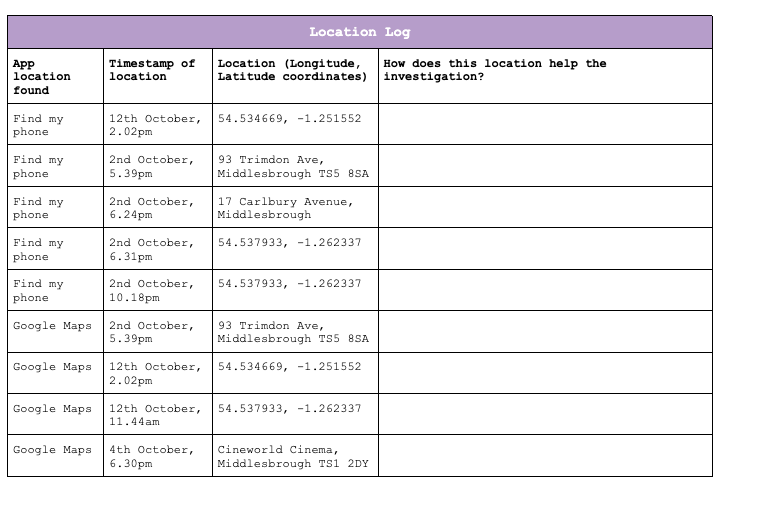 Location Log
App location found | Timestamp of location | Location (Longitude, Latitude coordinates) | How does this location help the investigation?
Find my phone | 12th October, 2.02pm | 54.534669, -1.251552
Find my phone | 2nd October, 5.39pm | 93 Trimdon Ave, Middlesbrough TS5 8SA
Find my phone | 2nd October, 6.24pm | 17 Carlbury Avenue, Middlesbrough
Find my phone | 2nd October, 6.31pm | 54.537933, -1.262337
Find my phone | 2nd October, 10.18pm | 54.537933, -1.262337
Google Maps | 2nd October, 5.39pm | 93 Trimdon Ave, Middlesbrough TS5 8SA
Google Maps | 12th October, 2.02pm | 54.534669, -1.251552
Google Maps | 12th October, 11.44am | 54.537933, -1.262337
Google Maps | 4th October, 6.30pm | Cineworld Cinema, Middlesbrough TS1 2DY